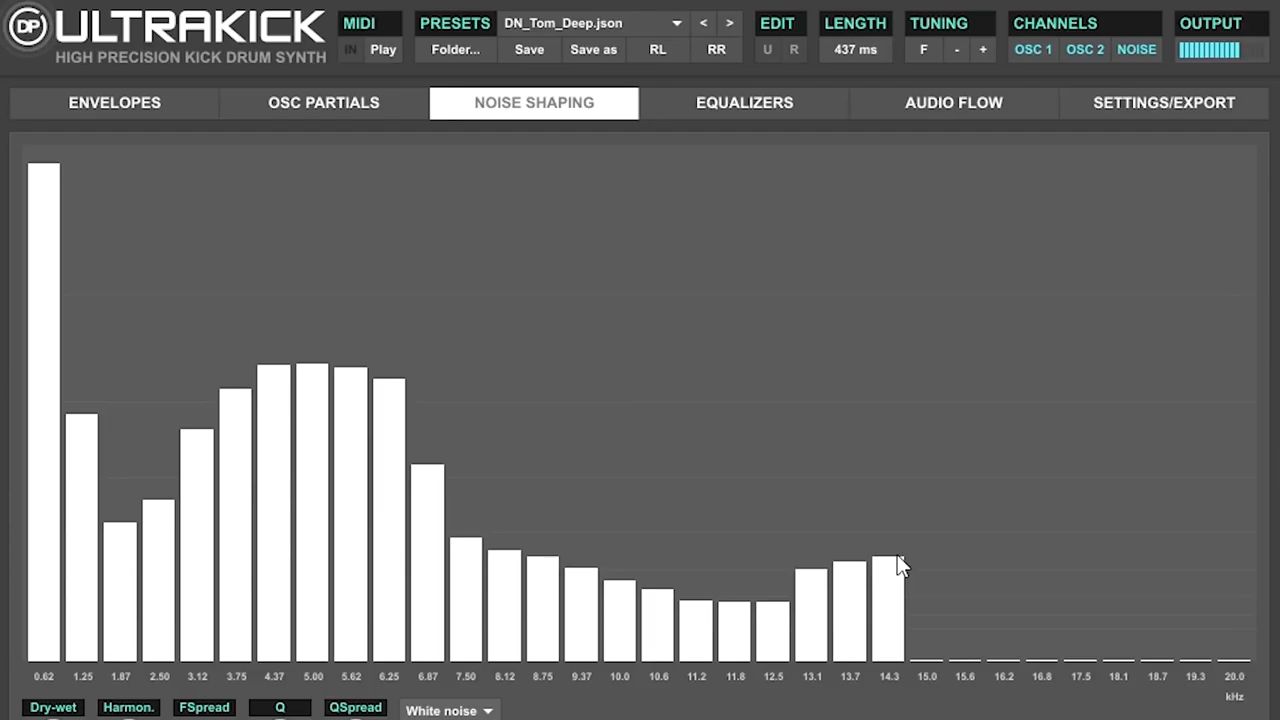 DP ULTRAKICK
HIGH PRECISION KICK DRUM SYNTH
MIDI
IN Play
PRESETS DN_Tom_Deep.json < >
Folder... Save Save as RL RR
EDIT
U R
LENGTH
437 ms
TUNING
F - +
CHANNELS
OSC 1 OSC 2 NOISE
OUTPUT
ENVELOPES OSC PARTIALS NOISE SHAPING EQUALIZERS AUDIO FLOW SETTINGS/EXPORT
0.62 1.25 1.87 2.50 3.12 3.75 4.37 5.00 5.62 6.25 6.87 7.50 8.12 8.75 9.37 10.0 10.6 11.2 11.8 12.5 13.1 13.7 14.3 15.0 15.6 16.2 16.8 17.5 18.1 18.7 19.3 20.0
kHz
Dry-wet Harmon. FSpread Q QSpread White noise